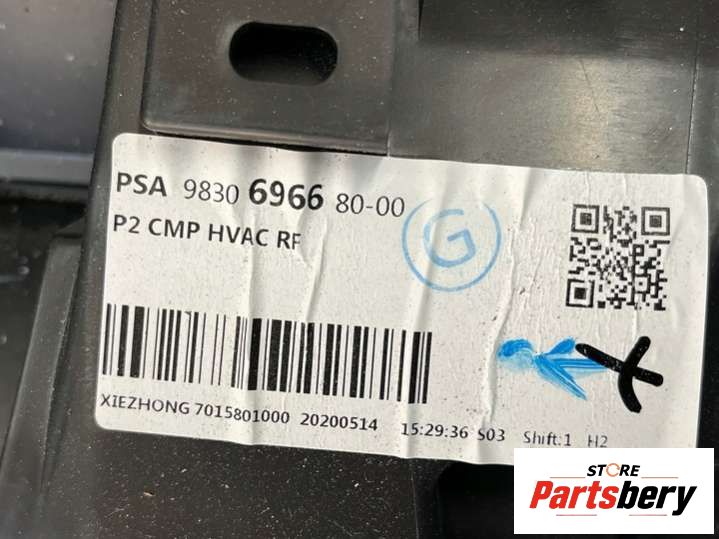 PSA 9830 6966 80-00
P2 CMP HVAC RF
G
XIEZHONG 7015801000 20200514 15:29:36 S03 Shift:1 H2
STORE
Partsbery